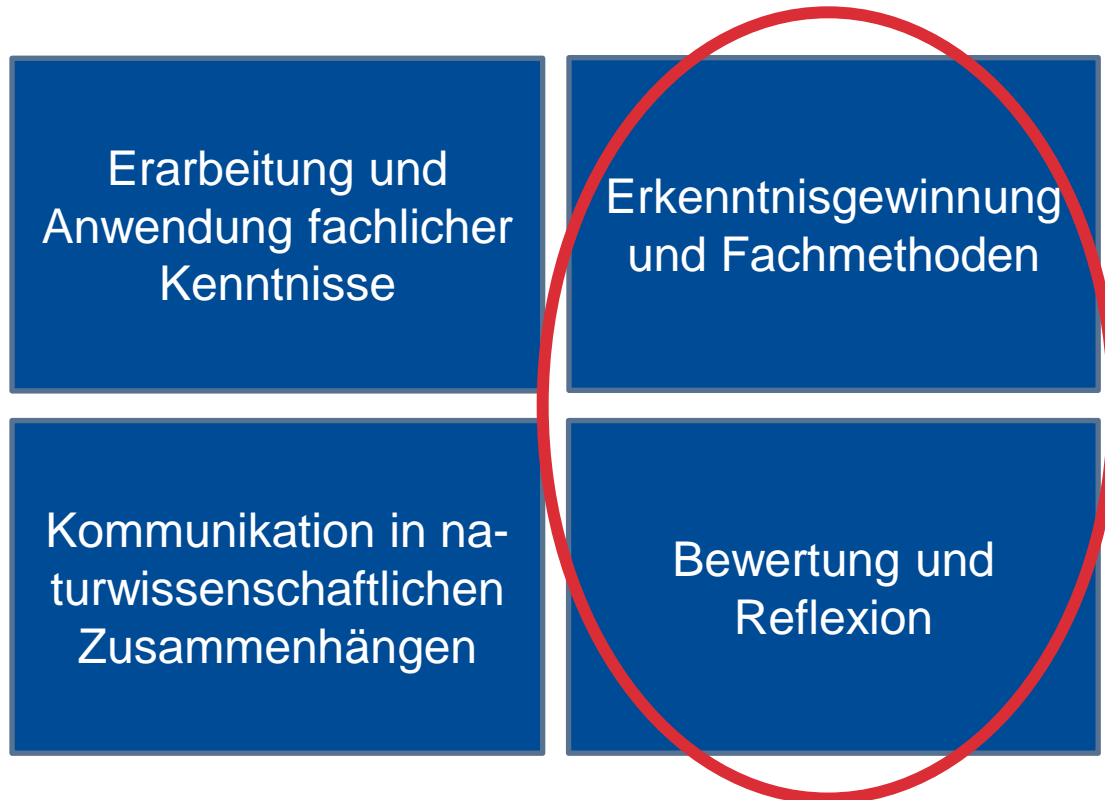 Erarbeitung und
Anwendung fachlicher
Kenntnisse
Erkenntnisgewinnung
und Fachmethoden
Kommunikation in na-
turwissenschaftlichen
Zusammenhängen
Bewertung und
Reflexion